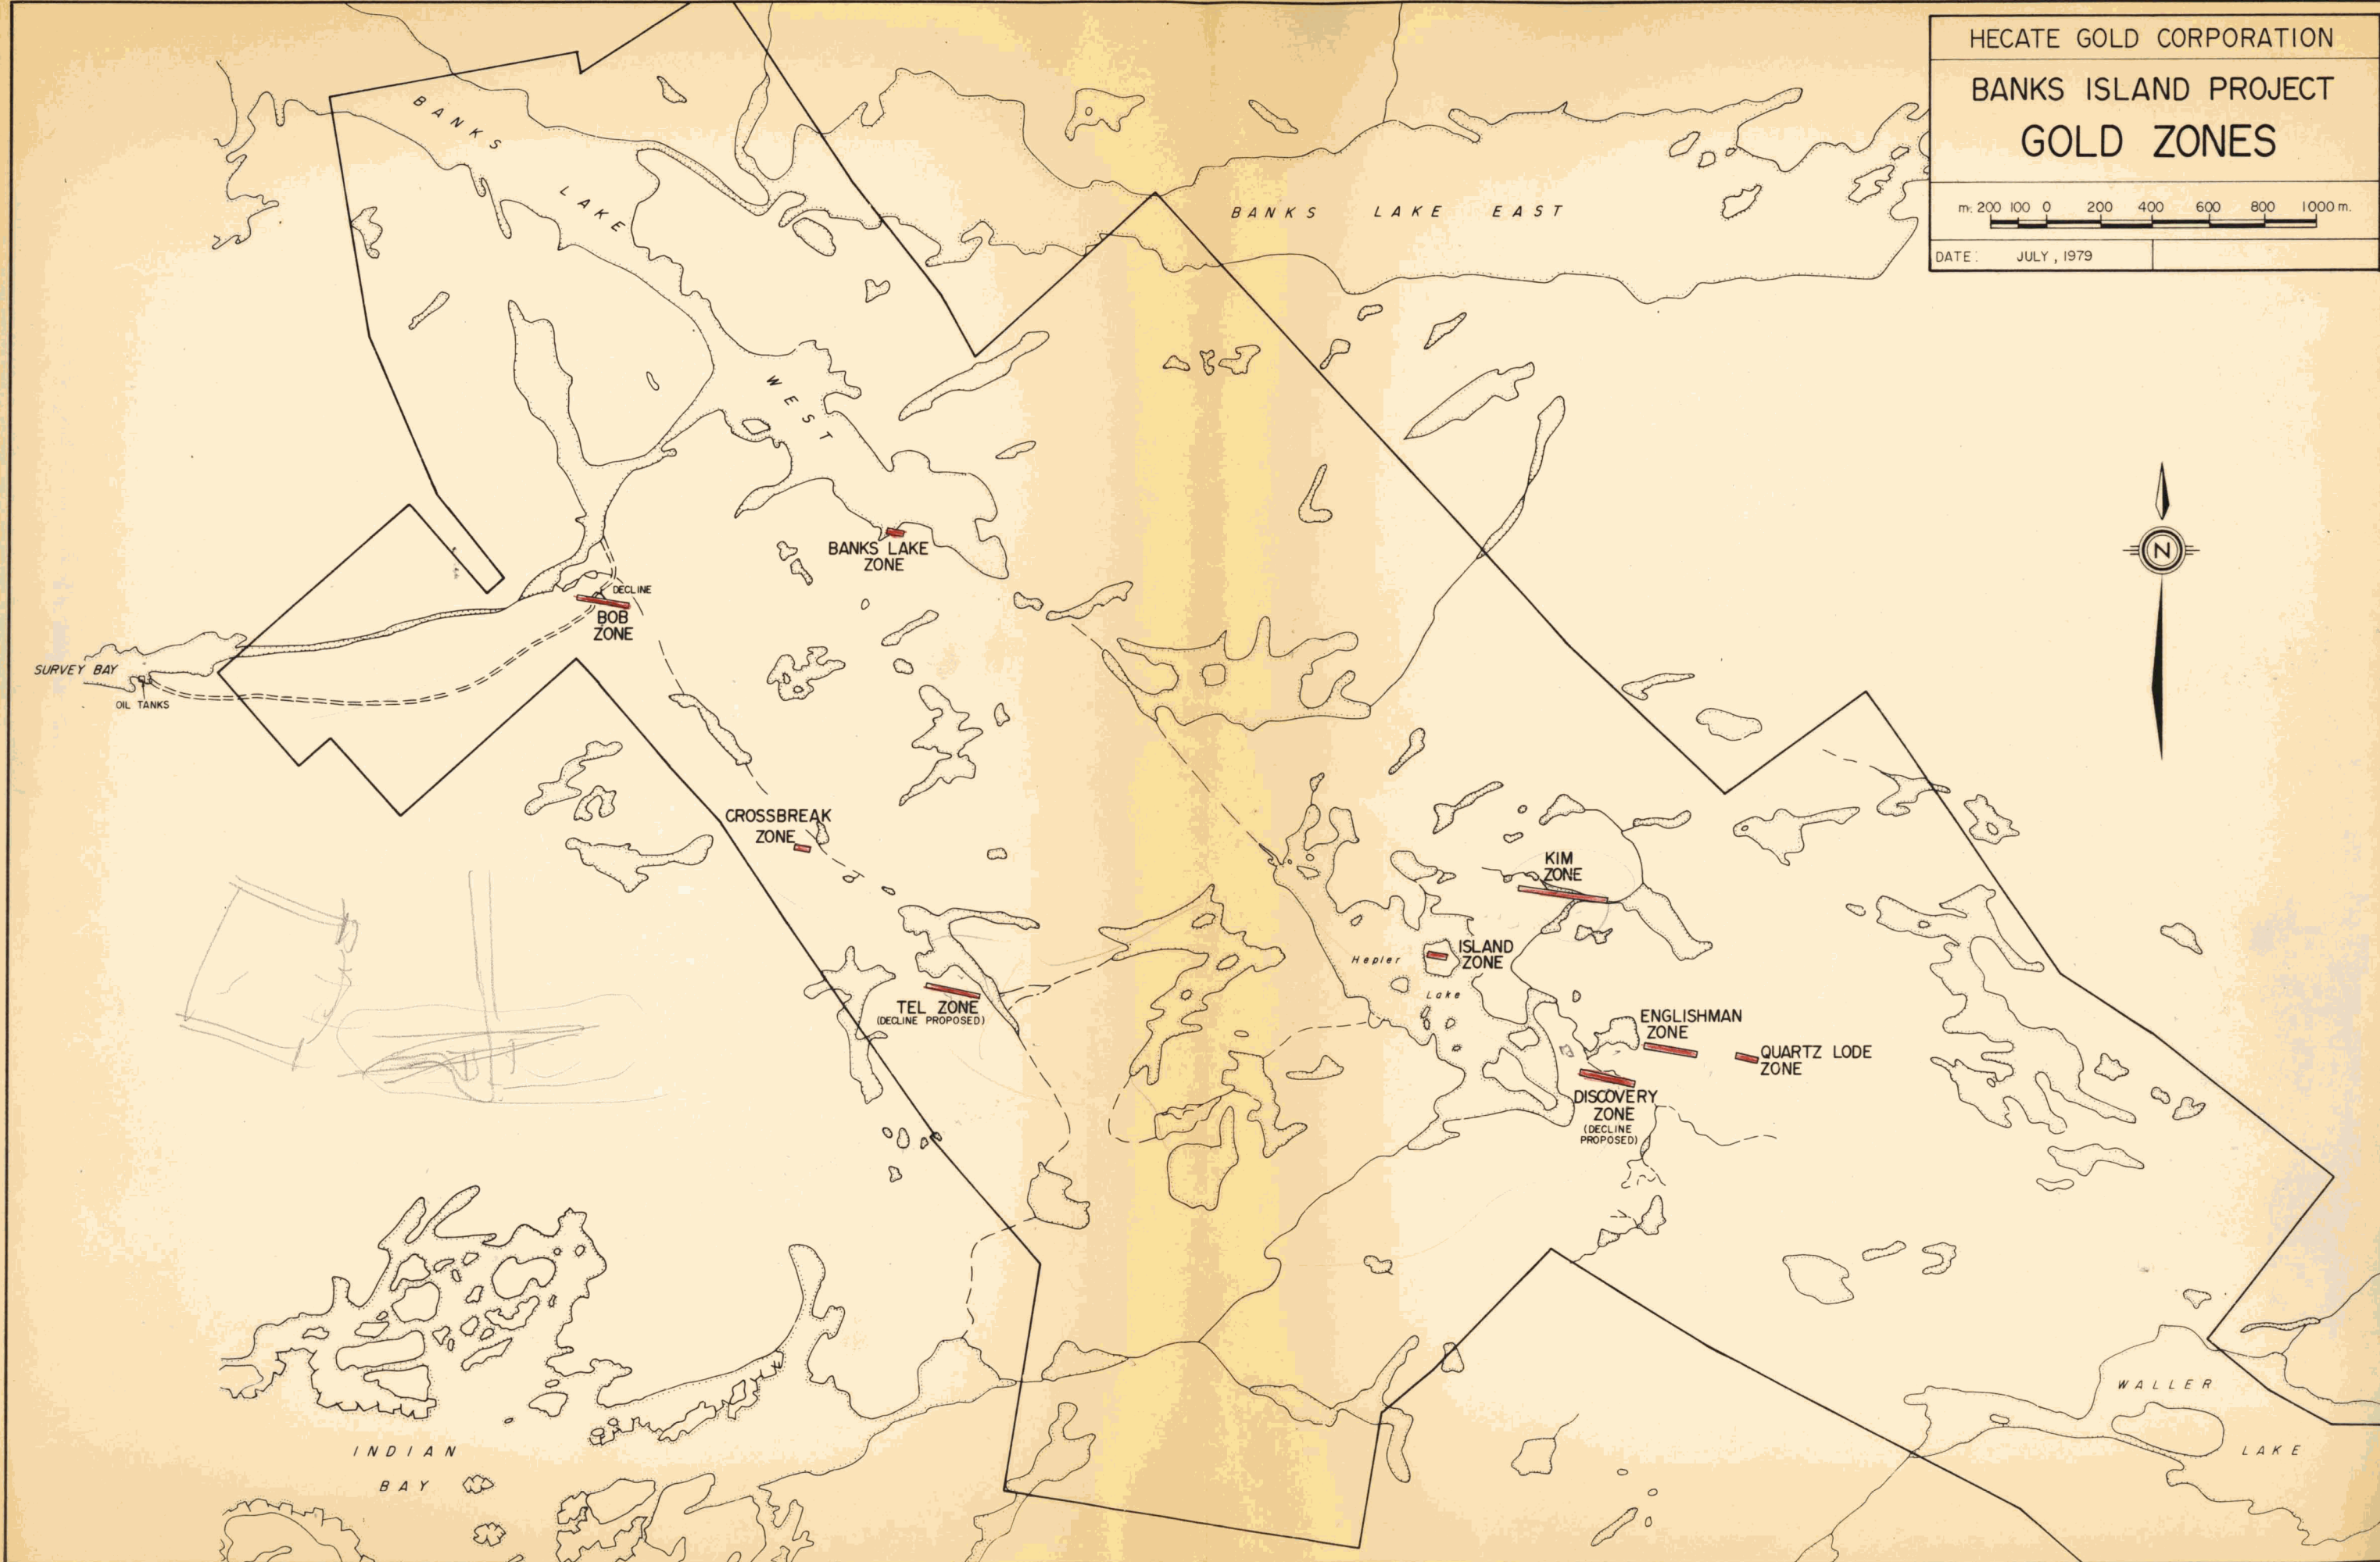 HECATE GOLD CORPORATION
BANKS ISLAND PROJECT
GOLD ZONES
m. 200 100 0 200 400 600 800 1000 m.
DATE: JULY, 1979
BANKS
LAKE
WEST
BANKS LAKE EAST
N
BANKS LAKE
ZONE
DECLINE
BOB
ZONE
SURVEY BAY
OIL TANKS
CROSSBREAK
ZONE
KIM
ZONE
ISLAND
ZONE
Hepler
Lake
TEL ZONE
(DECLINE PROPOSED)
ENGLISHMAN
ZONE
QUARTZ LODE
ZONE
DISCOVERY
ZONE
(DECLINE
PROPOSED)
WALLER
LAKE
INDIAN
BAY